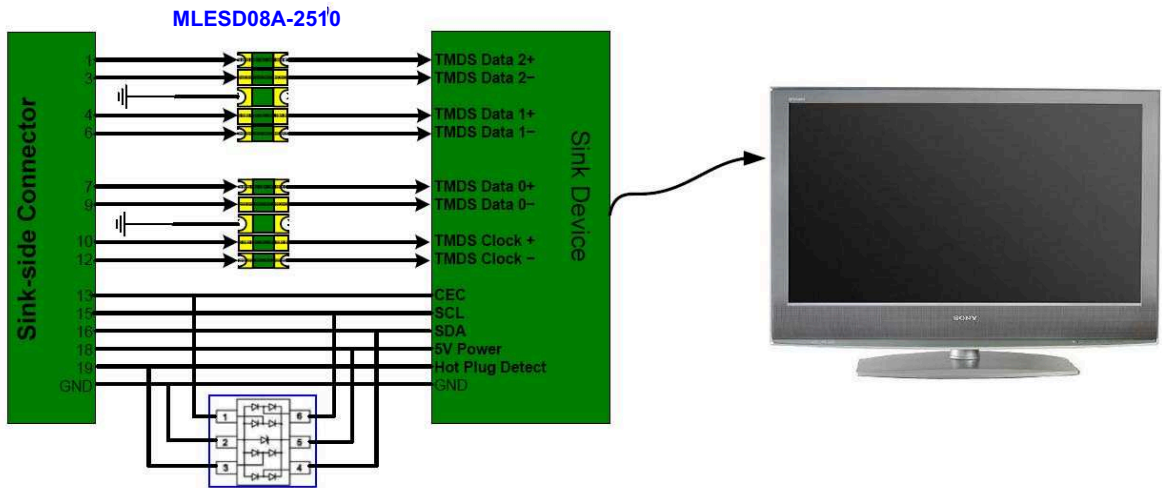 MLESD08A-2510
Sink-side Connector
1
3
4
6
7
9
10
12
13
15
16
18
19
GND
TMDS Data 2+
TMDS Data 2−
TMDS Data 1+
TMDS Data 1−
TMDS Data 0+
TMDS Data 0−
TMDS Clock +
TMDS Clock −
CEC
SCL
SDA
5V Power
Hot Plug Detect
GND
Sink Device
1
2
3
6
5
4
SONY